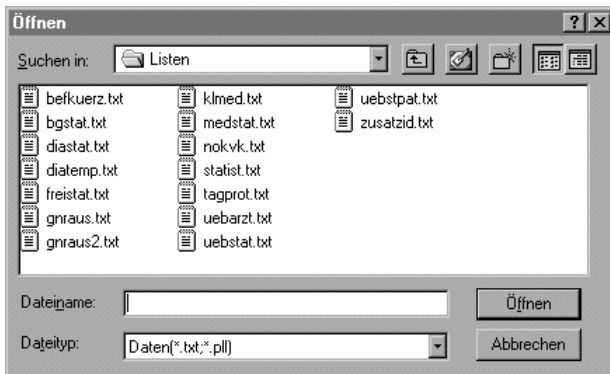 Öffnen
Suchen in: Listen
befkuerz.txt klmed.txt uebstpat.txt
bgstat.txt medstat.txt zusatzid.txt
diastat.txt nokvk.txt
diatemp.txt statist.txt
freistat.txt tagprot.txt
gnraus.txt uebarzt.txt
gnraus2.txt uebstat.txt
Dateiname: Öffnen
Dateityp: Daten(*.txt;*.pll) Abbrechen